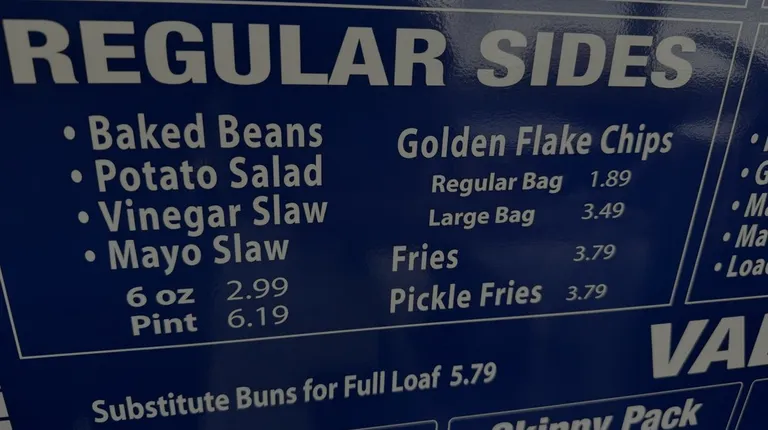 REGULAR SIDES
• Baked Beans
• Potato Salad
• Vinegar Slaw
• Mayo Slaw
6 oz 2.99
Pint 6.19
Golden Flake Chips
Regular Bag 1.89
Large Bag 3.49
Fries 3.79
Pickle Fries 3.79
Substitute Buns for Full Loaf 5.79
Skinny Pack